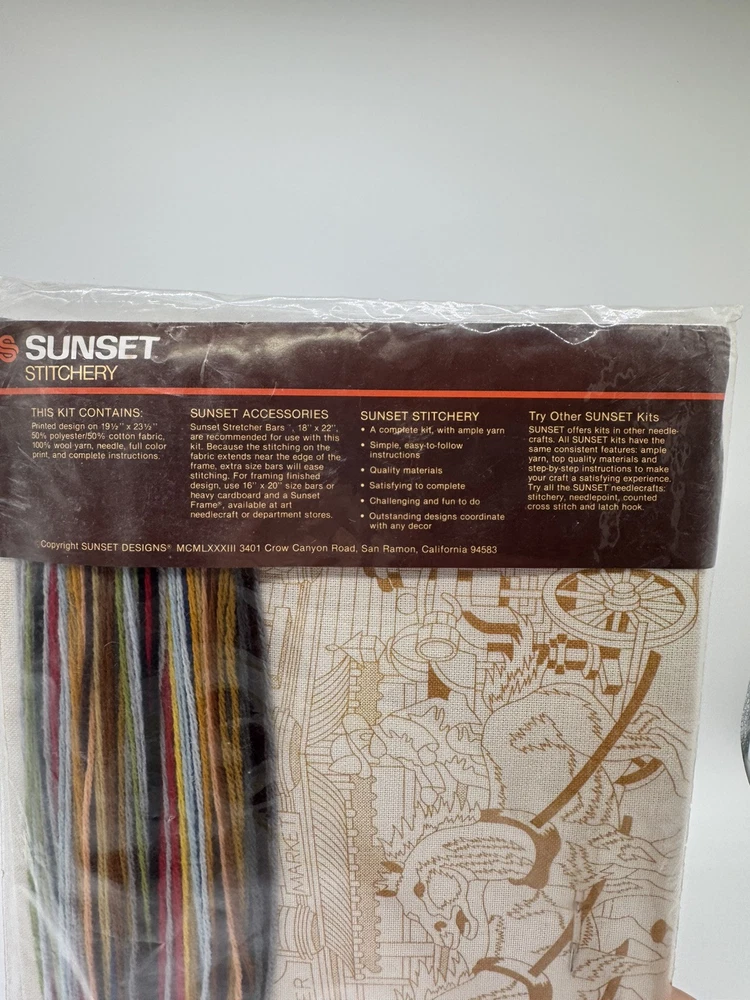 SUNSET
STITCHERY
THIS KIT CONTAINS:
Printed design on 19½" x 23½"
50% polyester/50% cotton fabric,
100% wool yarn, needle, full color
print, and complete instructions.
SUNSET ACCESSORIES
Sunset Stretcher Bars™, 18" x 22",
are recommended for use with this
kit. Because the stitching on the
fabric extends near the edge of the
frame, extra size bars will ease
stitching. For framing finished
design, use 16" x 20" size bars or
heavy cardboard and a Sunset
Frame®, available at art
needlecraft or department stores.
SUNSET STITCHERY
• A complete kit, with ample yarn
• Simple, easy-to-follow
instructions
• Quality materials
• Satisfying to complete
• Challenging and fun to do
• Outstanding designs coordinate
with any decor
Try Other SUNSET Kits
SUNSET offers kits in other needle-
crafts. All SUNSET kits have the
same consistent features: ample
yarn, top quality materials and
step-by-step instructions to make
your craft a satisfying experience.
Try all the SUNSET needlecrafts:
stitchery, needlepoint, counted
cross stitch and latch hook.
Copyright SUNSET DESIGNS® MCMLXXXIII 3401 Crow Canyon Road, San Ramon, California 94583
MARKET